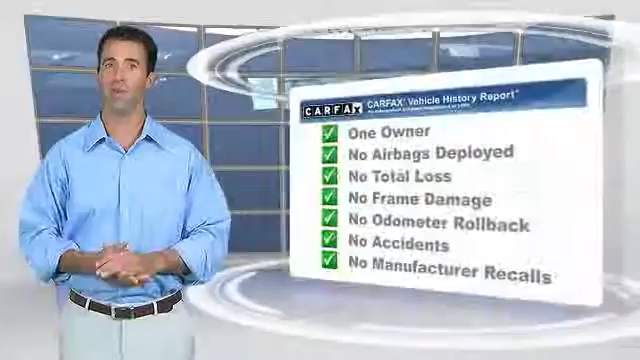 CARFAX CARFAX Vehicle History Report
One Owner
No Airbags Deployed
No Total Loss
No Frame Damage
No Odometer Rollback
No Accidents
No Manufacturer Recalls